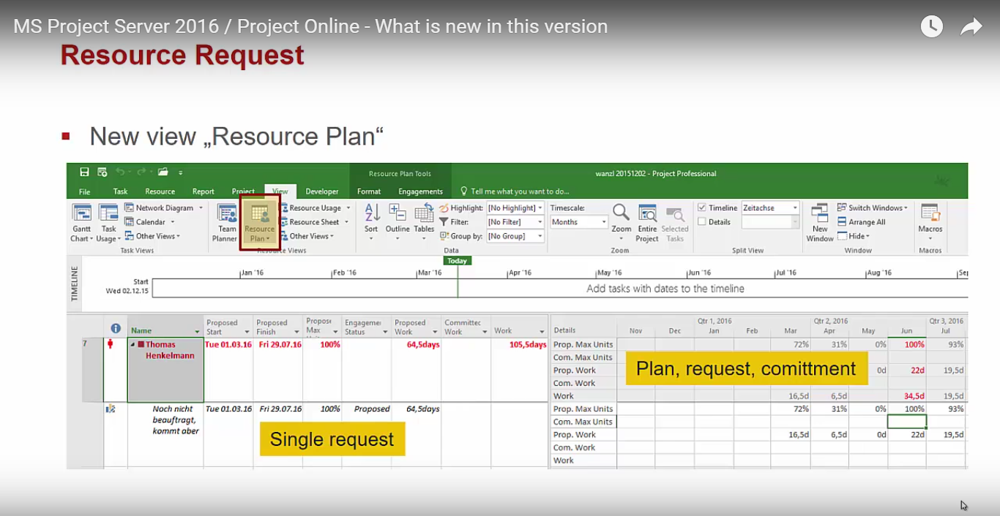 MS Project Server 2016 / Project Online - What is new in this version
Resource Request
New view „Resource Plan“
Resource Plan Tools
wanzl 20151202 - Project Professional
File Task Resource Report Project View Developer Format Engagements Tell me what you want to do...
Network Diagram Resource Usage Highlight: [No Highlight] Timescale: Timeline Zeitachse Switch Windows
Calendar Resource Sheet Filter: [No Filter] Months Details Arrange All
Other Views Other Views Group by: [No Group] Hide
Gantt Chart Task Usage Team Planner Resource Plan Sort Outline Tables Zoom Entire Project Selected Tasks New Window Macros
Task Views Resource Views Data Zoom Split View Window Macros
Today
Jan '16 Feb '16 Mar '16 Apr '16 May '16 Jun '16 Jul '16 Aug '16
TIMELINE
Start
Wed 02.12.15
Add tasks with dates to the timeline
Name Proposed Start Proposed Finish Max Engagemer Status Proposed Work Work
Details
Qtr 1, 2016 Qtr 2, 2016 Qtr 3, 2016
Nov Dec Jan Feb Mar Apr May Jun Jul
7 Thomas Tue 01.03.16 Fri 29.07.16 100% 64,5days 105,5days Prop. Max Units 72% 31% 0% 100% 93%
Henkelmann Com. Max Units
Prop. Work 0d 22d 19,5d
Com. Work
Work 16,5d 6,5d 34,5d 19,5d
Plan, request, comittment
Noch nicht Tue 01.03.16 Fri 29.07.16 100% Proposed 64,5days Prop. Max Units 72% 31% 0% 100% 93%
beauftragt, Com. Max Units
kommt aber Prop. Work 16,5d 6,5d 0d 22d 19,5d
Com. Work
Work
Single request